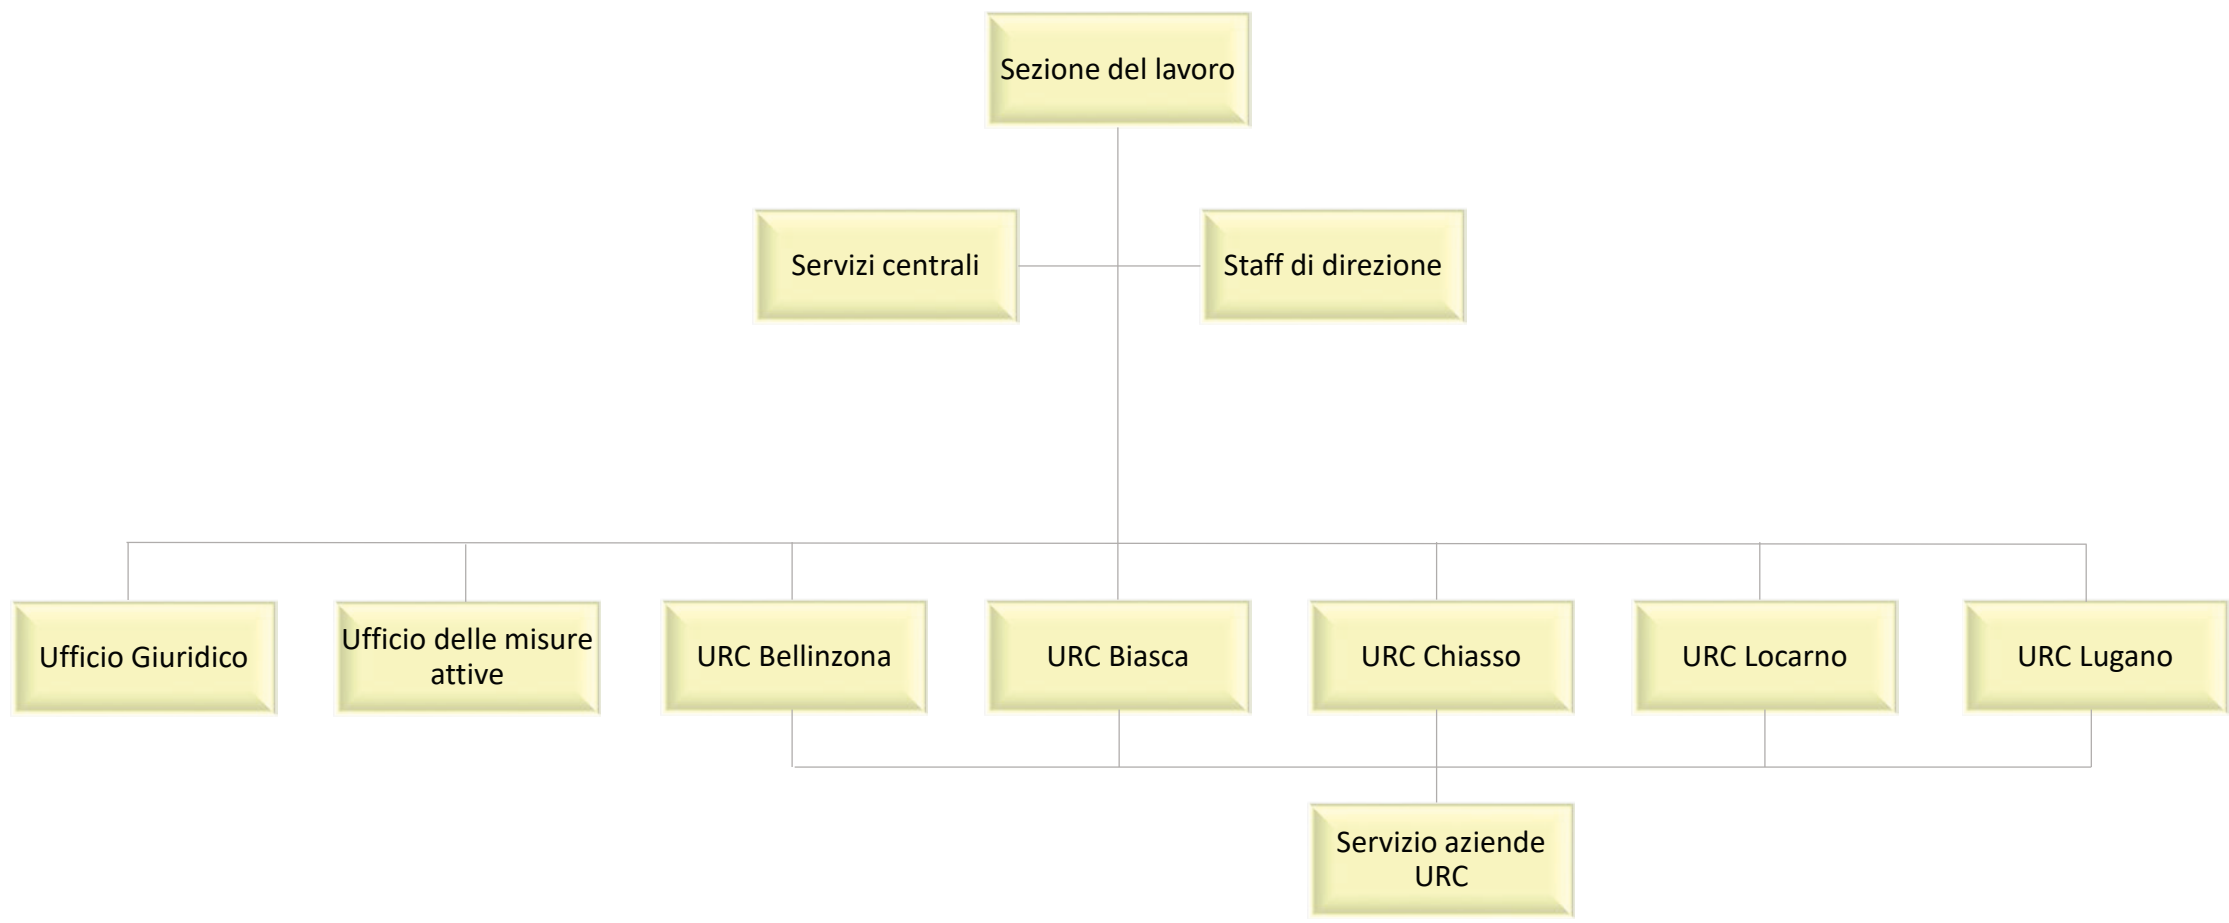 Sezione del lavoro
Servizi centrali
Staff di direzione
Ufficio Giuridico
Ufficio delle misure
attive
URC Bellinzona
URC Biasca
URC Chiasso
URC Locarno
URC Lugano
Servizio aziende
URC